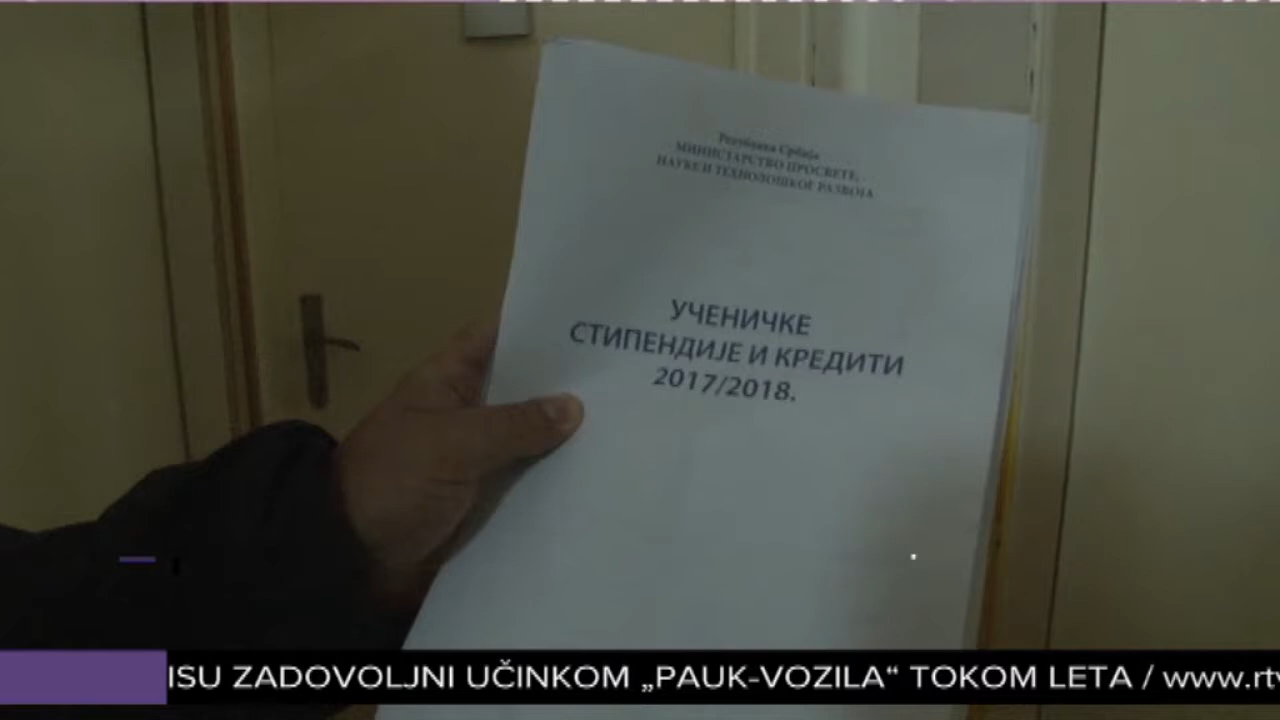 Република Србија
МИНИСТАРСТВО ПРОСВЕТЕ,
НАУКЕ И ТЕХНОЛОШКОГ РАЗВОЈА
УЧЕНИЧКЕ
СТИПЕНДИЈЕ И КРЕДИТИ
2017/2018.
ISU ZADOVOLJNI UČINKOM „PAUK-VOZILA“ TOKOM LETA / www.rtv